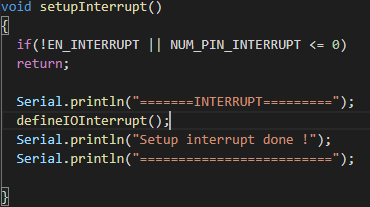 void setupInterrupt()
{
if(!EN_INTERRUPT || NUM_PIN_INTERRUPT <= 0)
return;
Serial.println("=======INTERRUPT=========");
defineIOInterrupt();
Serial.println("Setup interrupt done !");
Serial.println("=========================");
}